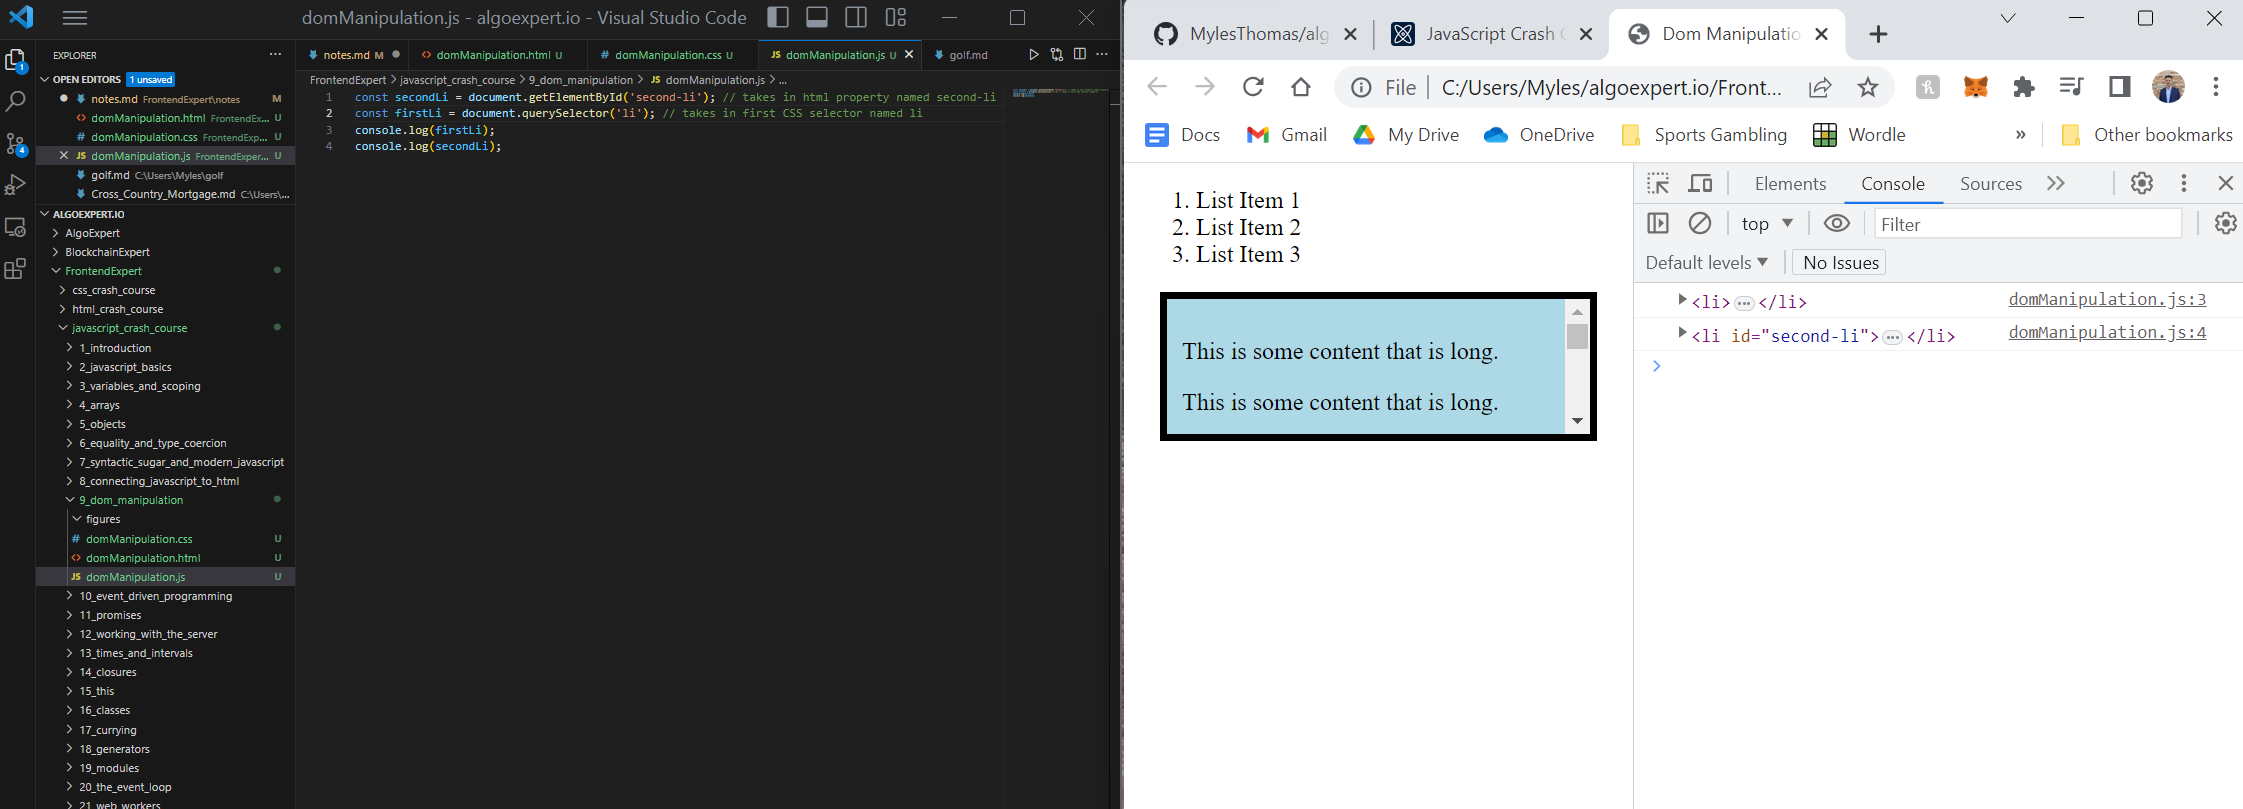 domManipulation.js - algoexpert.io - Visual Studio Code
EXPLORER
OPEN EDITORS 1 unsaved
notes.md FrontendExpert\notes M
domManipulation.html FrontendEx... U
domManipulation.css FrontendExp... U
domManipulation.js FrontendExper... U
golf.md C:\Users\Myles\golf
Cross_Country_Mortgage.md C:\Users\...
ALGOEXPERT.IO
AlgoExpert
BlockchainExpert
FrontendExpert
css_crash_course
html_crash_course
javascript_crash_course
1_introduction
2_javascript_basics
3_variables_and_scoping
4_arrays
5_objects
6_equality_and_type_coercion
7_syntactic_sugar_and_modern_javascript
8_connecting_javascript_to_html
9_dom_manipulation
figures
domManipulation.css U
domManipulation.html U
domManipulation.js U
10_event_driven_programming
11_promises
12_working_with_the_server
13_times_and_intervals
14_closures
15_this
16_classes
17_currying
18_generators
19_modules
20_the_event_loop
21_web_workers
1
4
notes.md M domManipulation.html U domManipulation.css U domManipulation.js U golf.md
FrontendExpert > javascript_crash_course > 9_dom_manipulation > JS domManipulation.js > ...
1 const secondLi = document.getElementById('second-li'); // takes in html property named second-li
2 const firstLi = document.querySelector('li'); // takes in first CSS selector named li
3 console.log(firstLi);
4 console.log(secondLi);
MylesThomas/alg JavaScript Crash C Dom Manipulatio
File C:/Users/Myles/algoexpert.io/Front...
Docs Gmail My Drive OneDrive Sports Gambling Wordle » Other bookmarks
1. List Item 1
2. List Item 2
3. List Item 3
This is some content that is long.
This is some content that is long.
Elements Console Sources
top Filter
Default levels No Issues
<li>...</li> domManipulation.js:3
<li id="second-li">...</li> domManipulation.js:4